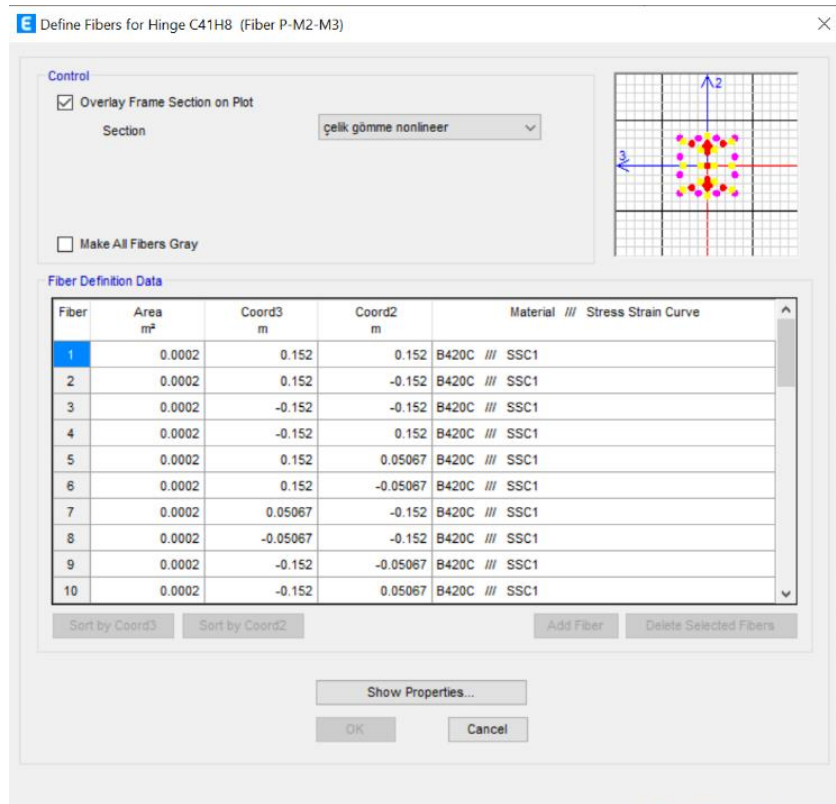 E Define Fibers for Hinge C41H8 (Fiber P-M2-M3)
Control
Overlay Frame Section on Plot
Section çelik gömme nonlineer
Make All Fibers Gray
2
3
Fiber Definition Data
Fiber Area Coord3 Coord2 Material /// Stress Strain Curve
m² m m
1 0.0002 0.152 0.152 B420C /// SSC1
2 0.0002 0.152 -0.152 B420C /// SSC1
3 0.0002 -0.152 -0.152 B420C /// SSC1
4 0.0002 -0.152 0.152 B420C /// SSC1
5 0.0002 0.152 0.05067 B420C /// SSC1
6 0.0002 0.152 -0.05067 B420C /// SSC1
7 0.0002 0.05067 -0.152 B420C /// SSC1
8 0.0002 -0.05067 -0.152 B420C /// SSC1
9 0.0002 -0.152 -0.05067 B420C /// SSC1
10 0.0002 -0.152 0.05067 B420C /// SSC1
Sort by Coord3 Sort by Coord2 Add Fiber Delete Selected Fibers
Show Properties...
OK Cancel